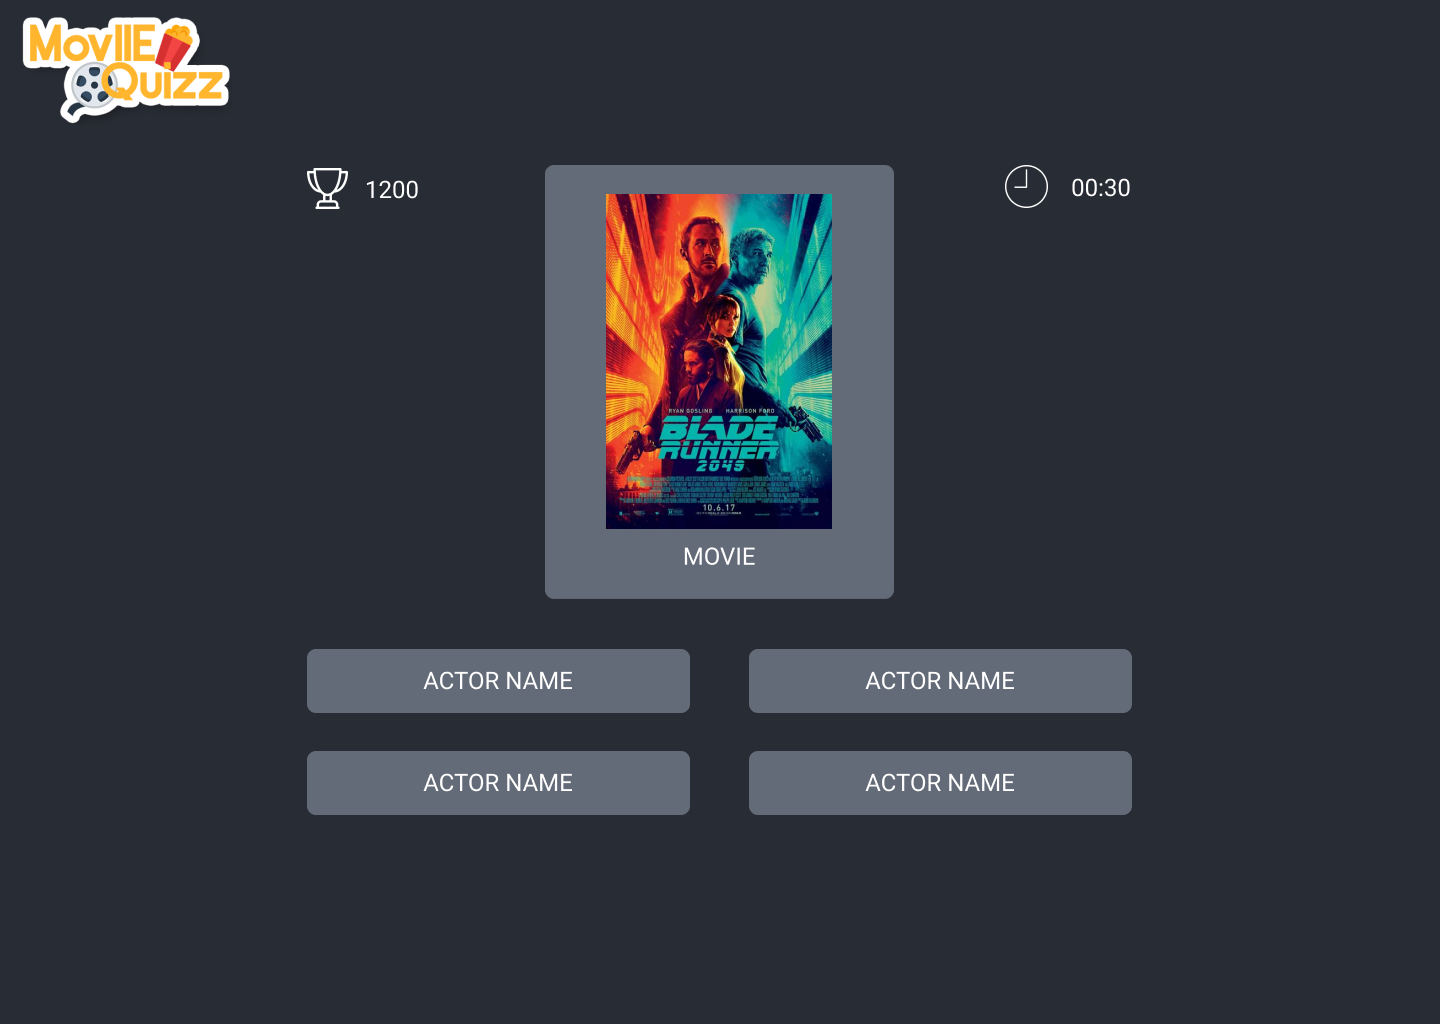 MovIIE
Quizz
1200
00:30
RYAN GOSLING HARRISON FORD
BLADE
RUNNER
2049
10.6.17
MOVIE
ACTOR NAME
ACTOR NAME
ACTOR NAME
ACTOR NAME